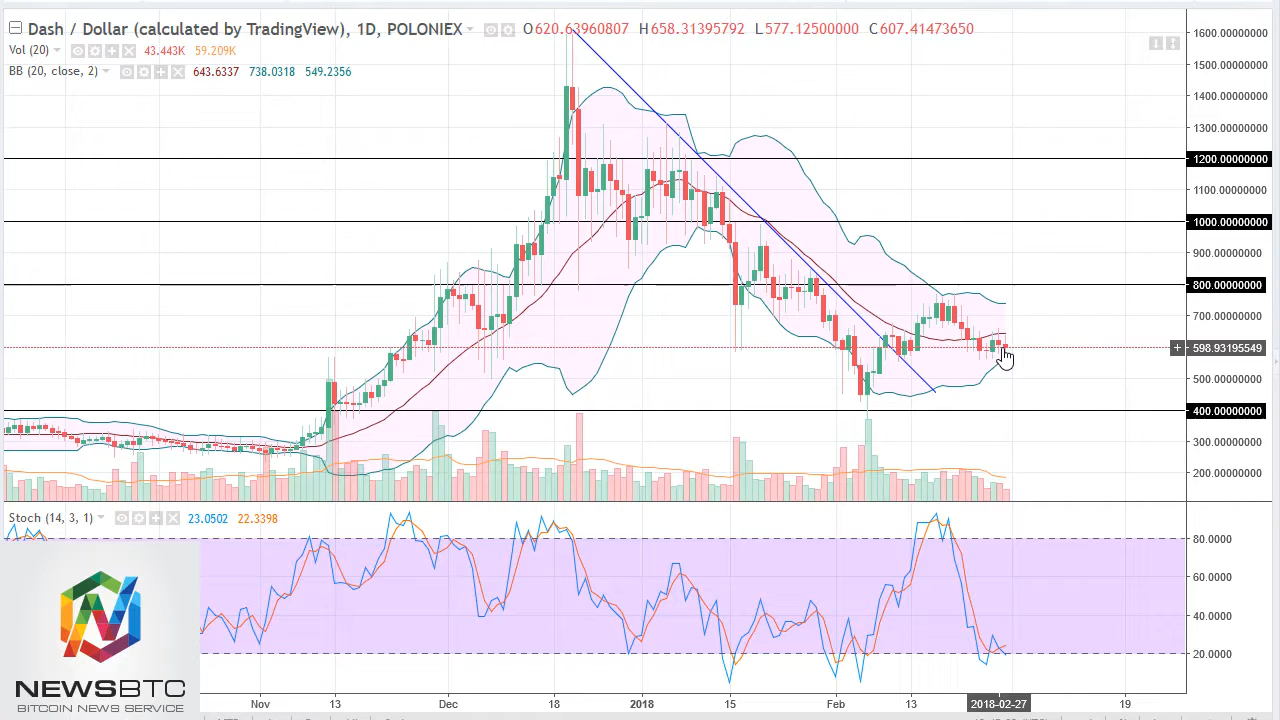 Dash / Dollar (calculated by TradingView), 1D, POLONIEX O620.63960807 H658.31395792 L577.12500000 C607.41473650
Vol (20) 43.443K 59.209K
BB (20, close, 2) 643.6337 738.0318 549.2356
1600.00000000
1500.00000000
1400.00000000
1300.00000000
1200.00000000
1100.00000000
1000.00000000
900.00000000
800.00000000
700.00000000
598.93195549
500.00000000
400.00000000
300.00000000
200.00000000
Stoch (14, 3, 1) 23.0502 22.3398
80.0000
60.0000
40.0000
20.0000
NEWSBTC
BITCOIN NEWS SERVICE
Nov 13 Dec 18 2018 15 Feb 13 2018-02-27 19